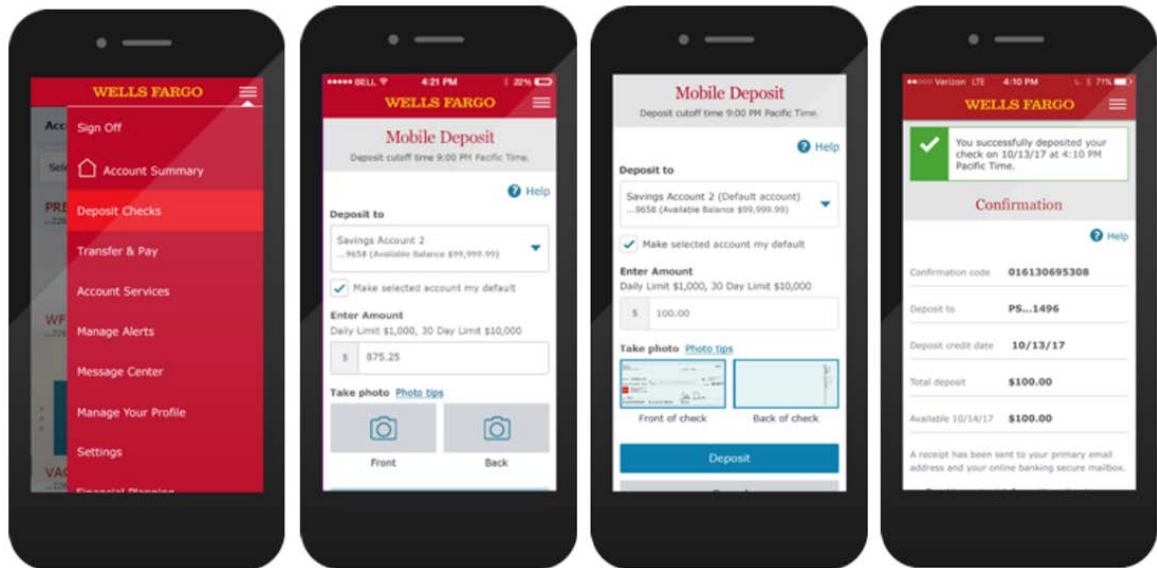 WELLS FARGO
Acc
Sign Off
Account Summary
PRE
Deposit Checks
Transfer & Pay
Account Services
WF
Manage Alerts
Message Center
Manage Your Profile
Settings
VAC
Financial Planning
BELL
4:21 PM
22%
WELLS FARGO
Mobile Deposit
Deposit cutoff time 9:00 PM Pacific Time.
Help
Deposit to
Savings Account 2
...9658 (Available Balance $99,999.99)
Make selected account my default
Enter Amount
Daily Limit $1,000, 30 Day Limit $10,000
$ 875.25
Take photo Photo tips
Front Back
Mobile Deposit
Deposit cutoff time 9:00 PM Pacific Time.
Help
Deposit to
Savings Account 2 (Default account)
...9658 (Available Balance $99,999.99)
Make selected account my default
Enter Amount
Daily Limit $1,000, 30 Day Limit $10,000
$ 100.00
Take photo Photo tips
Front of check Back of check
Deposit
Verizon LTE 4:10 PM 71%
WELLS FARGO
You successfully deposited your
check on 10/13/17 at 4:10 PM
Pacific Time.
Confirmation
Help
Confirmation code 016130695308
Deposit to PS...1496
Deposit credit date 10/13/17
Total deposit $100.00
Available 10/14/17 $100.00
A receipt has been sent to your primary email
address and your online banking secure mailbox.